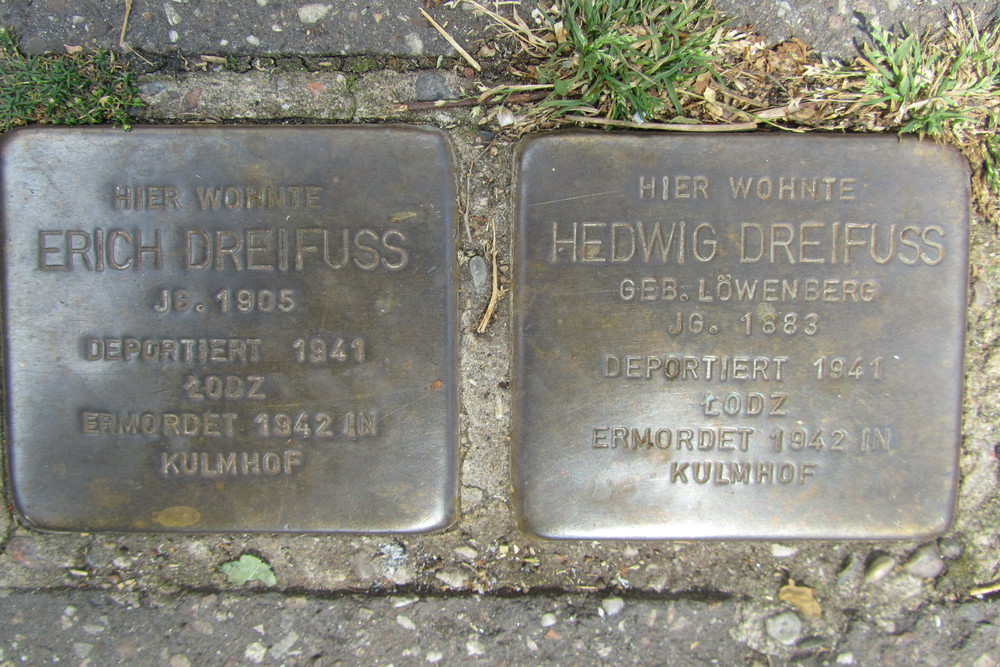 HIER WOHNTE
ERICH DREIFUSS
JG. 1905
DEPORTIERT 1941
ŁODZ
ERMORDET 1942 IN
KULMHOF
HIER WOHNTE
HEDWIG DREIFUSS
GEB. LÖWENBERG
JG. 1883
DEPORTIERT 1941
ŁODZ
ERMORDET 1942 IN
KULMHOF